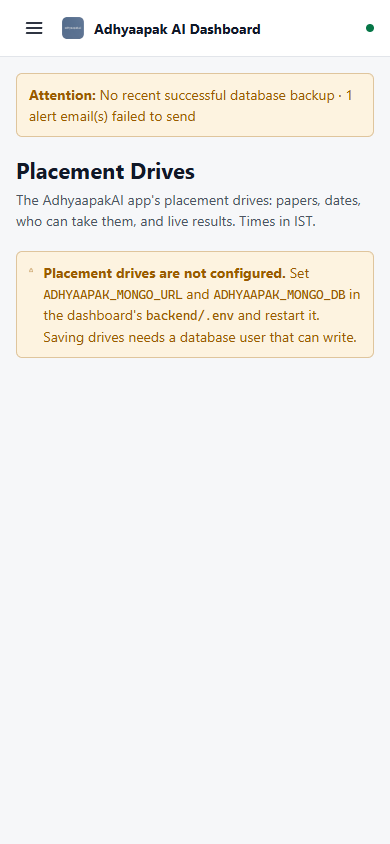 Adhyaapak AI Dashboard
Attention: No recent successful database backup · 1
alert email(s) failed to send
Placement Drives
The AdhyaapakAI app's placement drives: papers, dates,
who can take them, and live results. Times in IST.
Placement drives are not configured. Set
ADHYAAPAK_MONGO_URL and ADHYAAPAK_MONGO_DB in
the dashboard's backend/.env and restart it.
Saving drives needs a database user that can write.